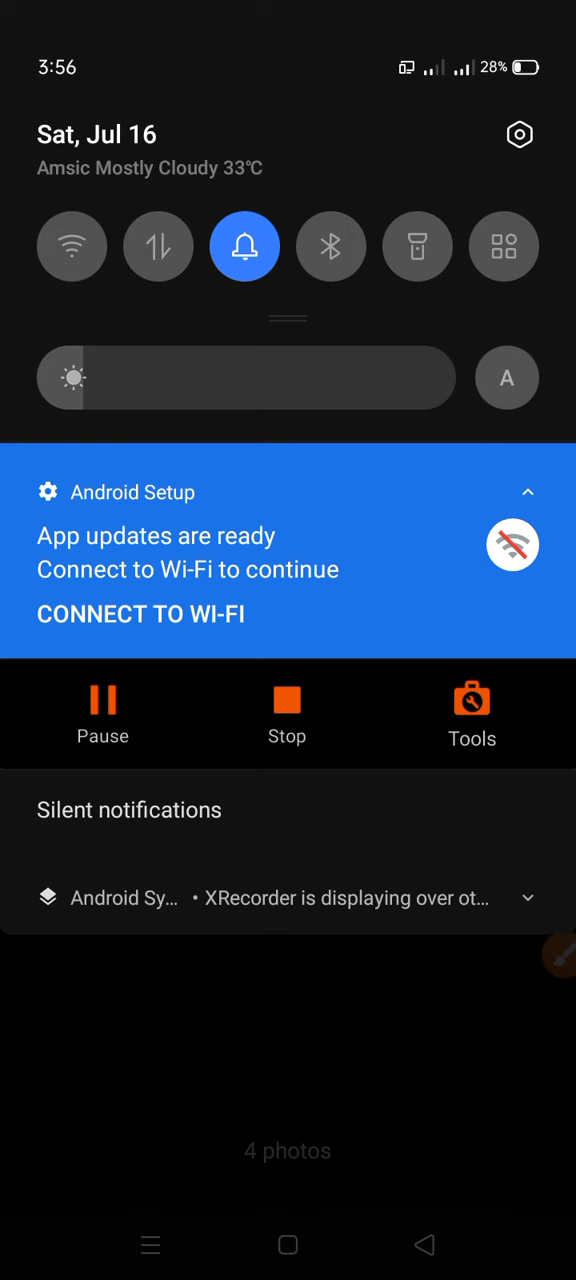 3:56
28%
Sat, Jul 16
Amsic Mostly Cloudy 33°C
A
Android Setup
App updates are ready
Connect to Wi-Fi to continue
CONNECT TO WI-FI
Pause
Stop
Tools
Silent notifications
Android Sy... • XRecorder is displaying over ot...
4 photos